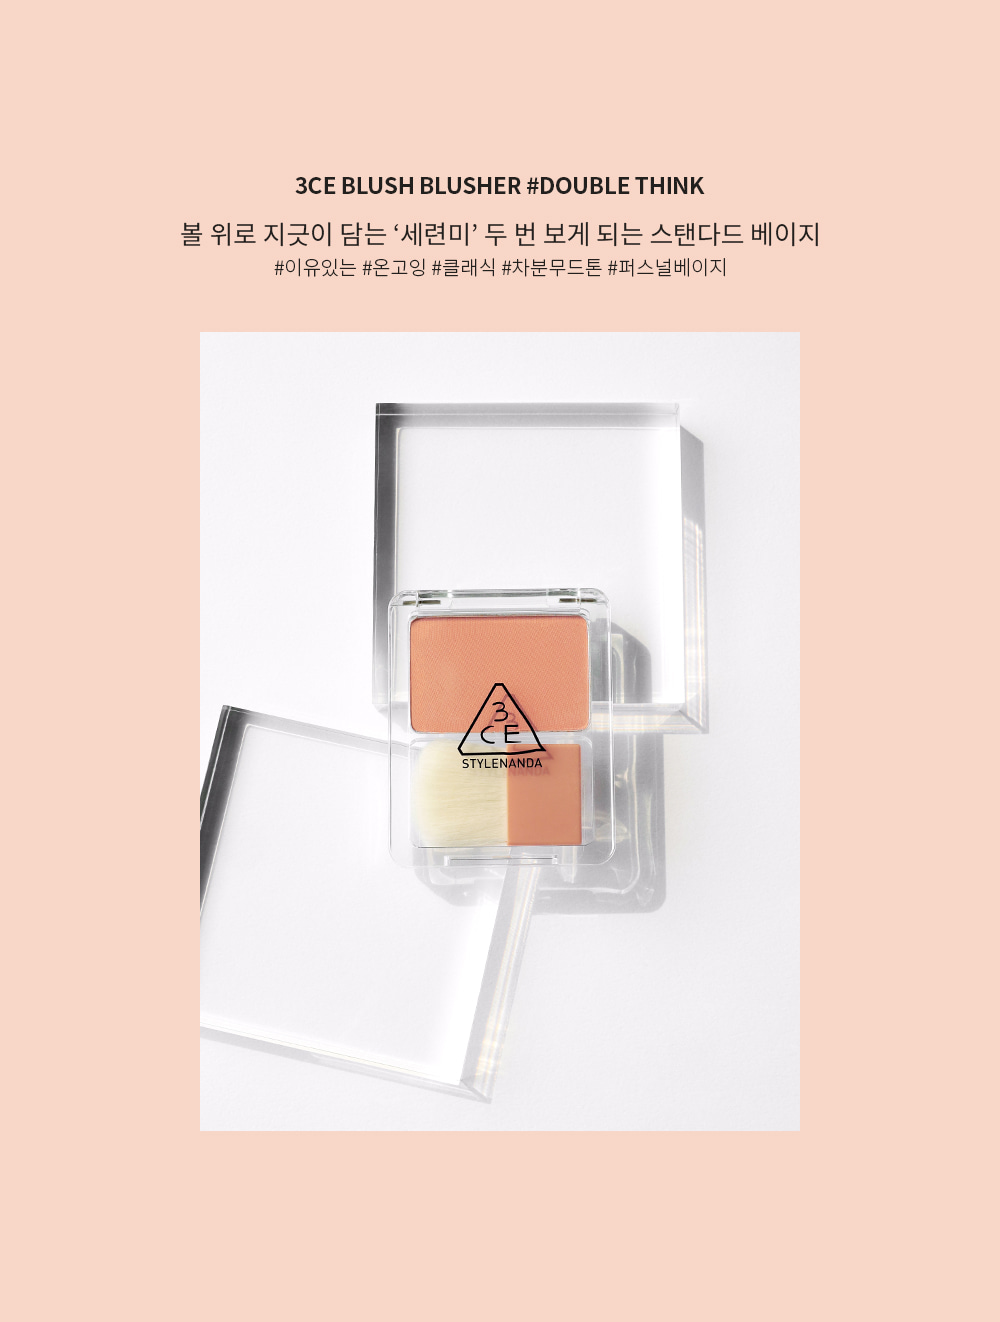 3CE BLUSH BLUSHER #DOUBLE THINK
볼 위로 지긋이 담는 ‘세련미’ 두 번 보게 되는 스탠다드 베이지
#이유있는 #온고잉 #클래식 #차분무드톤 #퍼스널베이지
3
CE
STYLENANDA